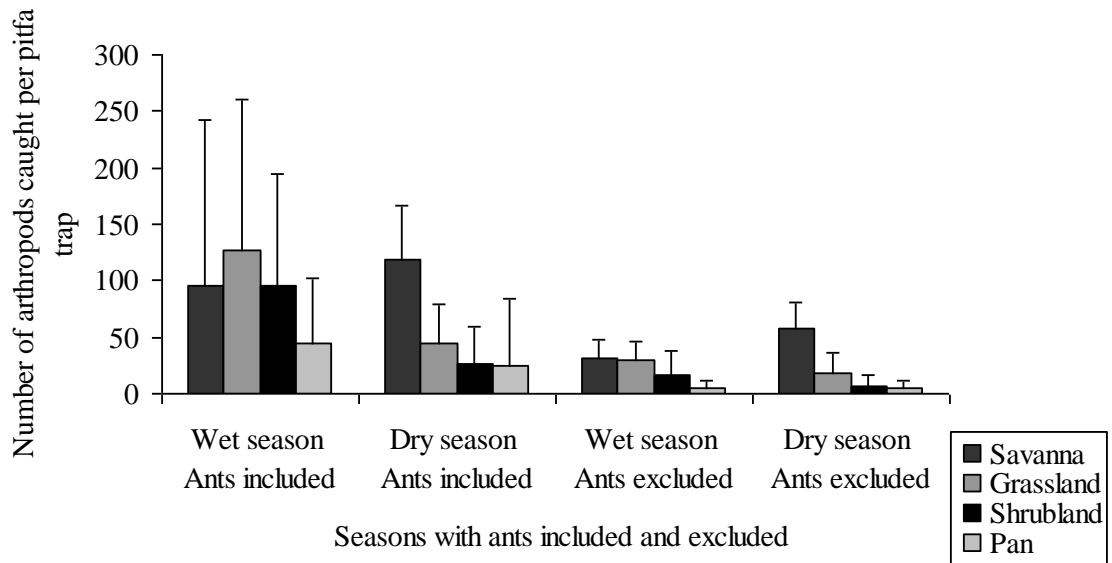 Number of arthropods caught per pitfa
trap
300
250
200
150
100
50
0
Wet season
Ants included
Dry season
Ants included
Wet season
Ants excluded
Dry season
Ants excluded
Seasons with ants included and excluded
Savanna
Grassland
Shrubland
Pan